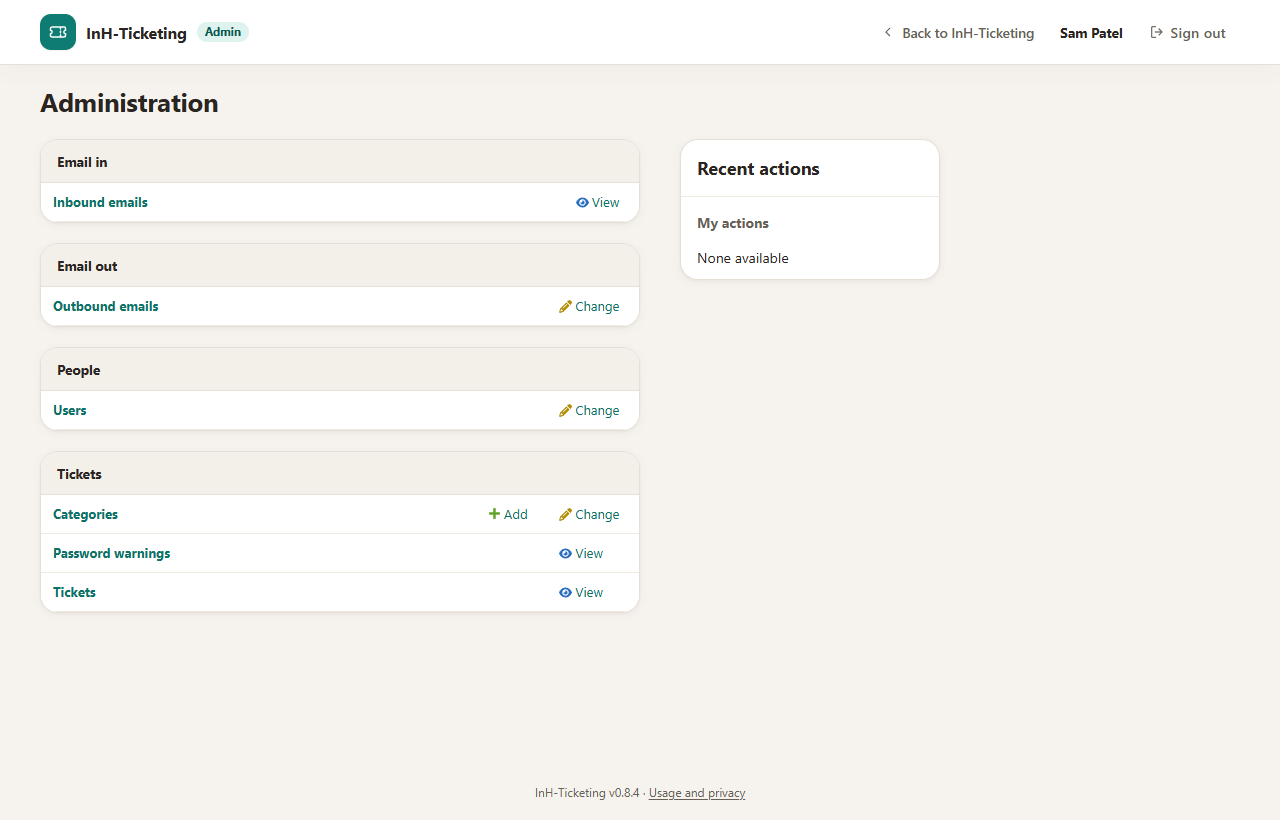 InH-Ticketing Admin
Back to InH-Ticketing Sam Patel Sign out
Administration
Email in
Inbound emails View
Email out
Outbound emails Change
People
Users Change
Tickets
Categories Add Change
Password warnings View
Tickets View
Recent actions
My actions
None available
InH-Ticketing v0.8.4 · Usage and privacy